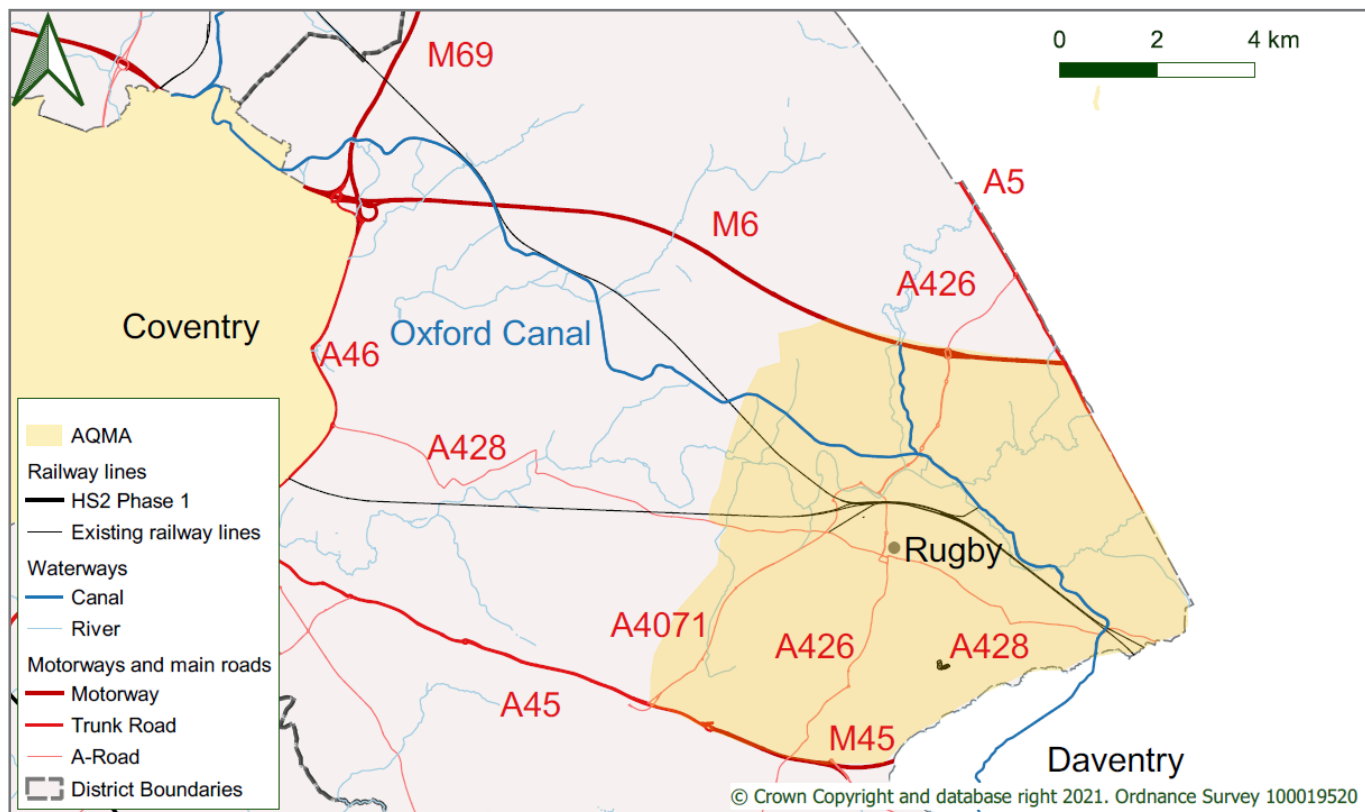 M69
0 2 4 km
A5
M6
A426
Coventry
Oxford Canal
A46
A428
Rugby
A4071
A426
A428
A45
M45
Daventry
AQMA
Railway lines
HS2 Phase 1
Existing railway lines
Waterways
Canal
River
Motorways and main roads
Motorway
Trunk Road
A-Road
District Boundaries
© Crown Copyright and database right 2021. Ordnance Survey 100019520